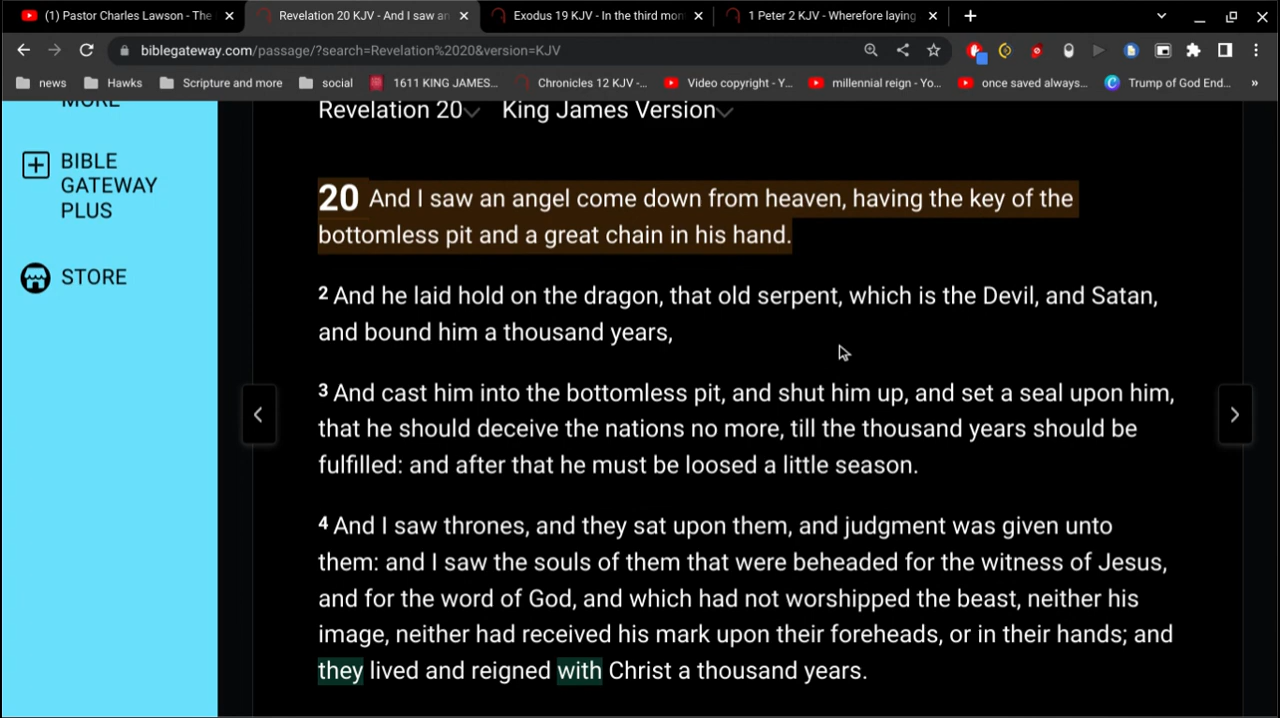 (1) Pastor Charles Lawson - The
Revelation 20 KJV - And I saw an
Exodus 19 KJV - In the third mon
1 Peter 2 KJV - Wherefore laying
biblegateway.com/passage/?search=Revelation%2020&version=KJV
news
Hawks
Scripture and more
social
1611 KING JAMES...
Chronicles 12 KJV -...
Video copyright - Y...
millennial reign - Yo...
once saved always...
Trump of God End...
»
MORE
BIBLE
GATEWAY
PLUS
STORE
Revelation 20
King James Version
20 And I saw an angel come down from heaven, having the key of the
bottomless pit and a great chain in his hand.
2 And he laid hold on the dragon, that old serpent, which is the Devil, and Satan,
and bound him a thousand years,
3 And cast him into the bottomless pit, and shut him up, and set a seal upon him,
that he should deceive the nations no more, till the thousand years should be
fulfilled: and after that he must be loosed a little season.
4 And I saw thrones, and they sat upon them, and judgment was given unto
them: and I saw the souls of them that were beheaded for the witness of Jesus,
and for the word of God, and which had not worshipped the beast, neither his
image, neither had received his mark upon their foreheads, or in their hands; and
they lived and reigned with Christ a thousand years.